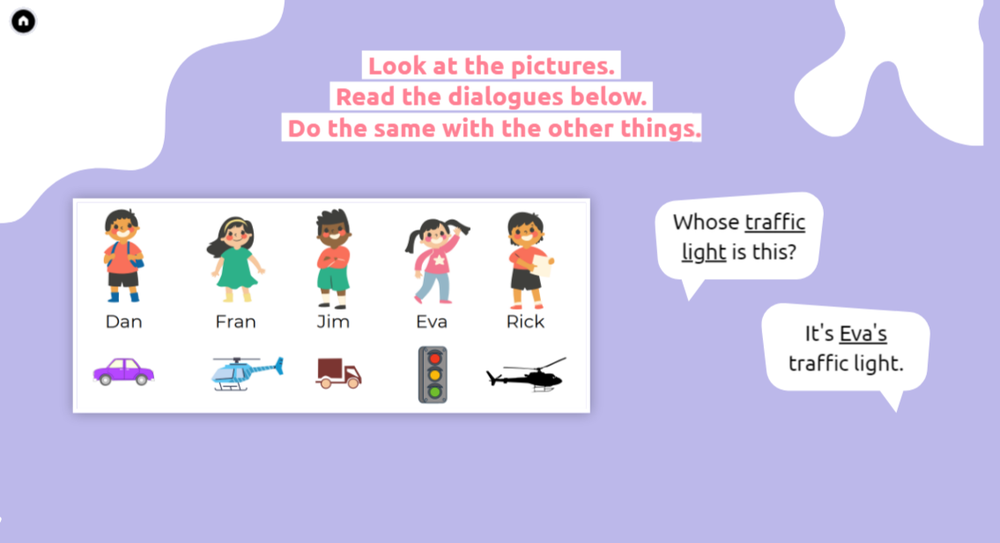 Look at the pictures.
Read the dialogues below.
Do the same with the other things.
Dan
Fran
Jim
Eva
Rick
Whose traffic
light is this?
It's Eva's
traffic light.